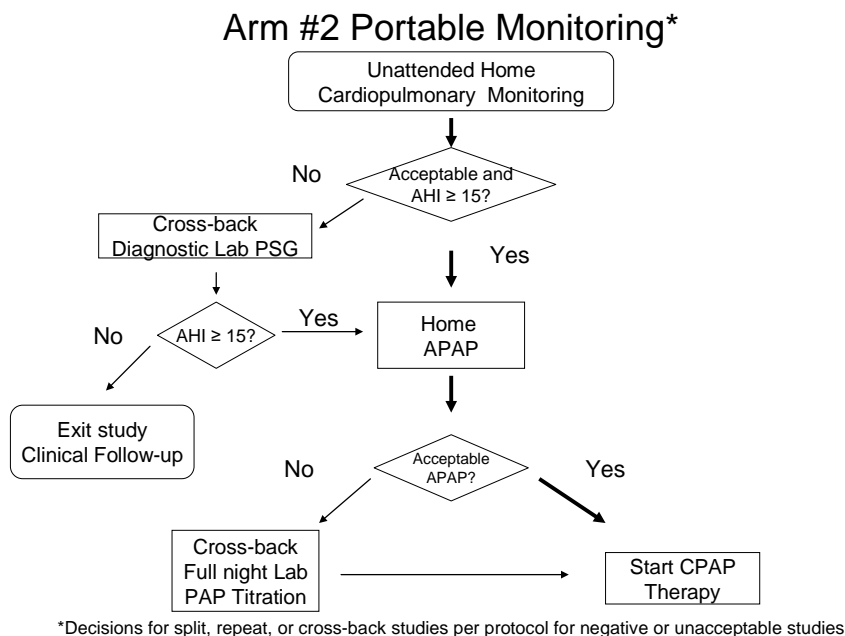 Arm #2 Portable Monitoring*
Unattended Home
Cardiopulmonary Monitoring
No
Acceptable and
AHI ≥ 15?
Cross-back
Diagnostic Lab PSG
Yes
No
AHI ≥ 15?
Yes
Home
APAP
Exit study
Clinical Follow-up
No
Acceptable
APAP?
Yes
Cross-back
Full night Lab
PAP Titration
Start CPAP
Therapy
*Decisions for split, repeat, or cross-back studies per protocol for negative or unacceptable studies